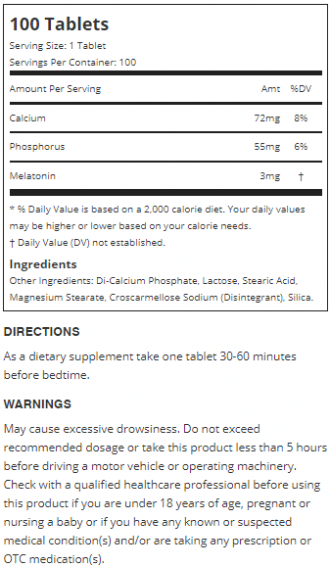 100 Tablets
Serving Size: 1 Tablet
Servings Per Container: 100
Amount Per Serving Amt %DV
Calcium 72mg 8%
Phosphorus 55mg 6%
Melatonin 3mg †
* % Daily Value is based on a 2,000 calorie diet. Your daily values
may be higher or lower based on your calorie needs.
† Daily Value (DV) not established.
Ingredients
Other Ingredients: Di-Calcium Phosphate, Lactose, Stearic Acid,
Magnesium Stearate, Croscarmellose Sodium (Disintegrant), Silica.
DIRECTIONS
As a dietary supplement take one tablet 30-60 minutes
before bedtime.
WARNINGS
May cause excessive drowsiness. Do not exceed
recommended dosage or take this product less than 5 hours
before driving a motor vehicle or operating machinery.
Check with a qualified healthcare professional before using
this product if you are under 18 years of age, pregnant or
nursing a baby or if you have any known or suspected
medical condition(s) and/or are taking any prescription or
OTC medication(s).